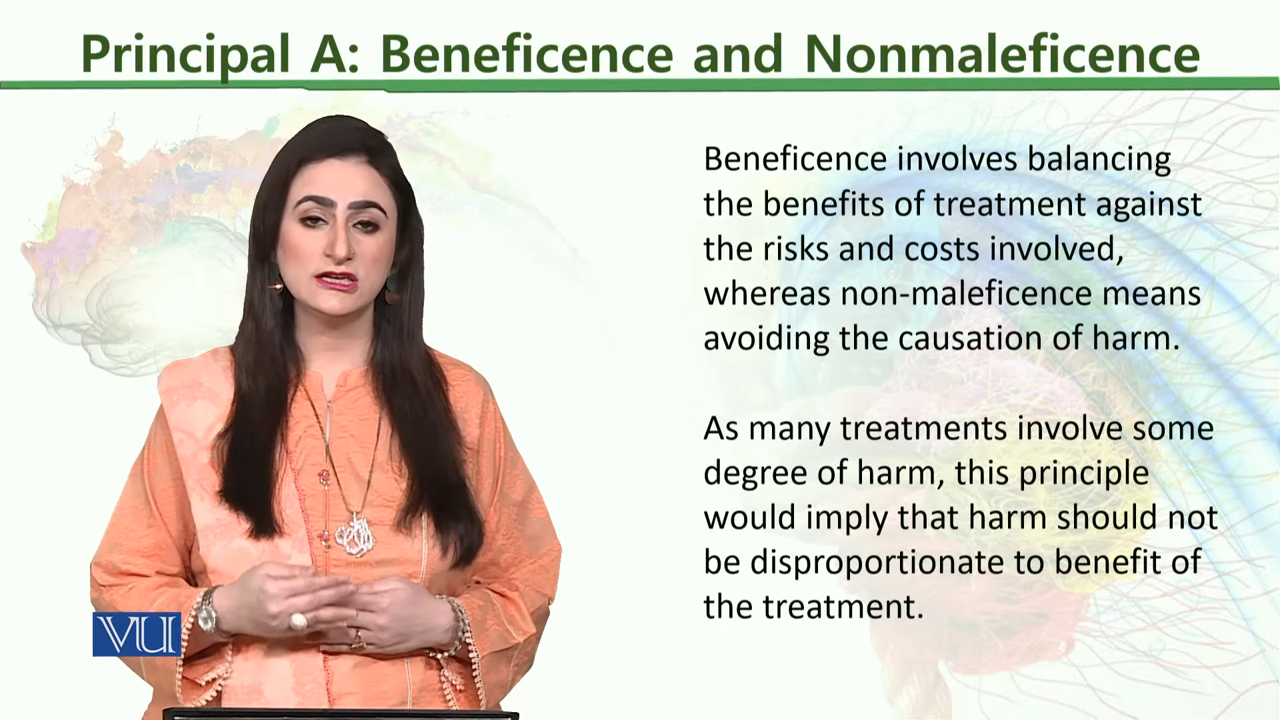 Principal A: Beneficence and Nonmaleficence
Beneficence involves balancing
the benefits of treatment against
the risks and costs involved,
whereas non-maleficence means
avoiding the causation of harm.
As many treatments involve some
degree of harm, this principle
would imply that harm should not
be disproportionate to benefit of
the treatment.
VU